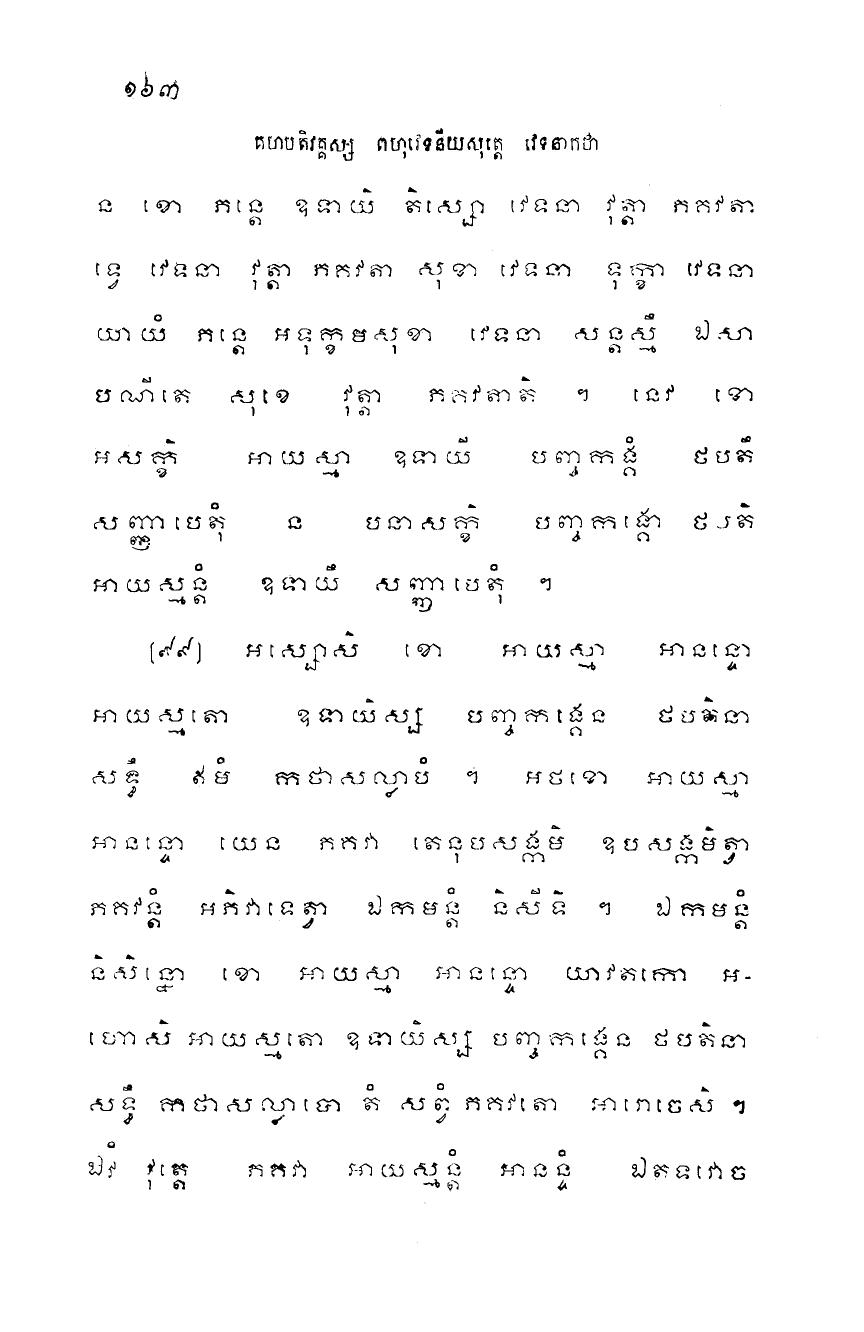 ១៦៣
គហបតិវគ្គស្ស ពហុវេទនីយសុត្តេ វេទនាកថា
ន ខោ ភន្តេ ឧទាយិ តិស្សោ វេទនា វុត្តា ភគវតា
ទ្វេ វេទនា វុត្តា ភគវតា សុខា វេទនា ទុក្ខា វេទនា
យាយំ ភន្តេ អទុក្ខមសុខា វេទនា សន្តស្មឹ ឯសា
បណីតេ សុខេ វុត្តា ភគវតាតិ ។ នេវ ខោ
អសក្ខិ អាយស្មា ឧទាយី បញ្ចកង្គំ ថបតឹ
សញ្ញាបេតុំ ន បនាសក្ខិ បញ្ចកង្គោ ថបតិ
អាយស្មន្តំ ឧទាយឹ សញ្ញាបេតុំ ។
[៩៩] អស្សោសិ ខោ អាយស្មា អានន្ទោ
អាយស្មតោ ឧទាយិស្ស បញ្ចកង្គេន ថបតិនា
សទ្ធឹ ឥមំ កថាសល្លាបំ ។ អថខោ អាយស្មា
អានន្ទោ យេន ភគវា តេនុបសង្កមិ ឧបសង្កមិត្វា
ភគវន្តំ អភិវាទេត្វា ឯកមន្តំ និសីទិ ។ ឯកមន្តំ
និសិន្នោ ខោ អាយស្មា អានន្ទោ យាវតកោ អ-
ហោសិ អាយស្មតោ ឧទាយិស្ស បញ្ចកង្គេន ថបតិនា
សទ្ធឹ កថាសល្លាបោ តំ សព្វំ ភគវតោ អារោចេសិ ។
ឯវំ វុត្តេ ភគវា អាយស្មន្តំ អានន្ទំ ឯតទវោច